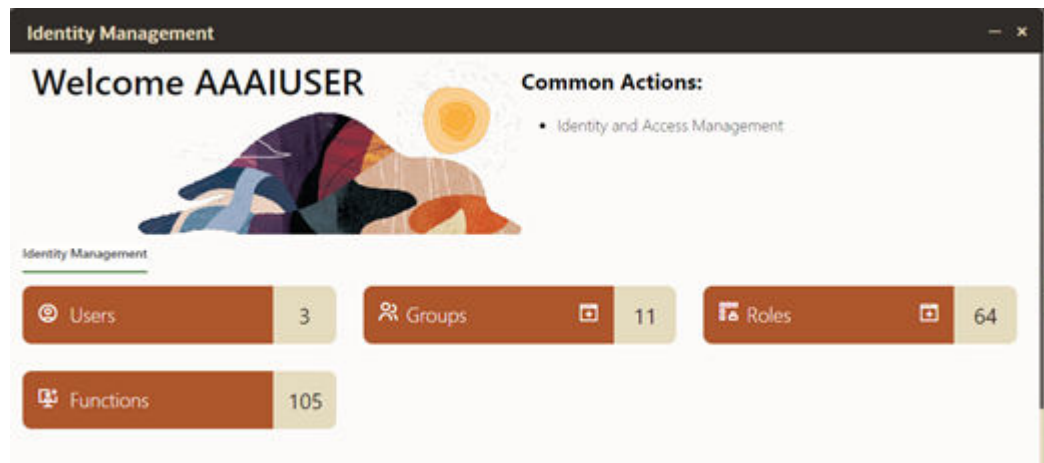 Identity Management
Welcome AAAIUSER
Common Actions:
• Identity and Access Management
Identity Management
Users 3
Groups 11
Roles 64
Functions 105